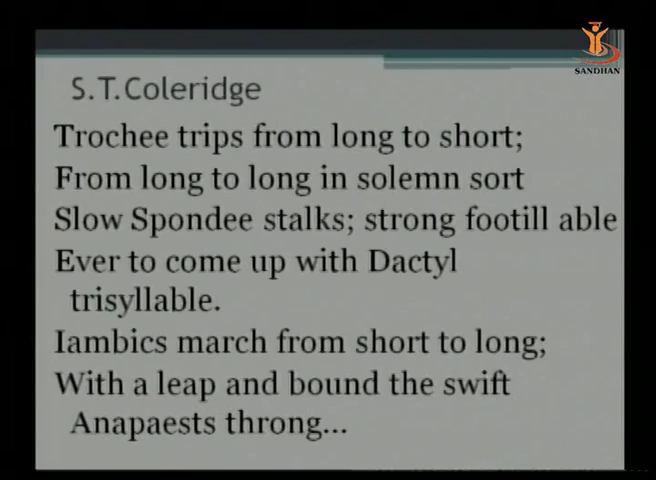 SANDHAN
S.T.Coleridge
Trochee trips from long to short;
From long to long in solemn sort
Slow Spondee stalks; strong footill able
Ever to come up with Dactyl
trisyllable.
Iambics march from short to long;
With a leap and bound the swift
Anapaests throng...